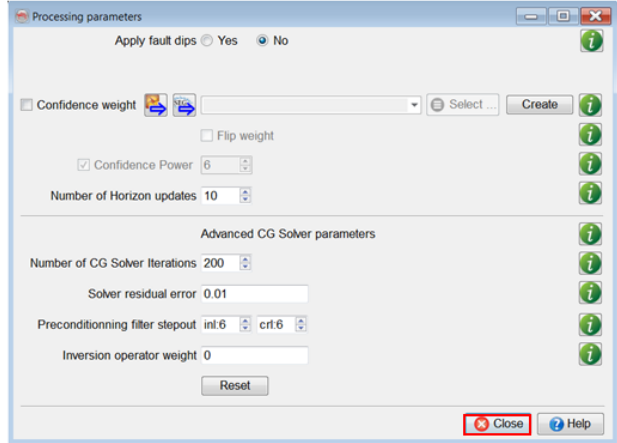 Processing parameters
Apply fault dips Yes No
Confidence weight SEG Select ... Create
Flip weight
Confidence Power 6
Number of Horizon updates 10
Advanced CG Solver parameters
Number of CG Solver Iterations 200
Solver residual error 0.01
Preconditionning filter stepout inl:6 crl:6
Inversion operator weight 0
Reset
Close Help